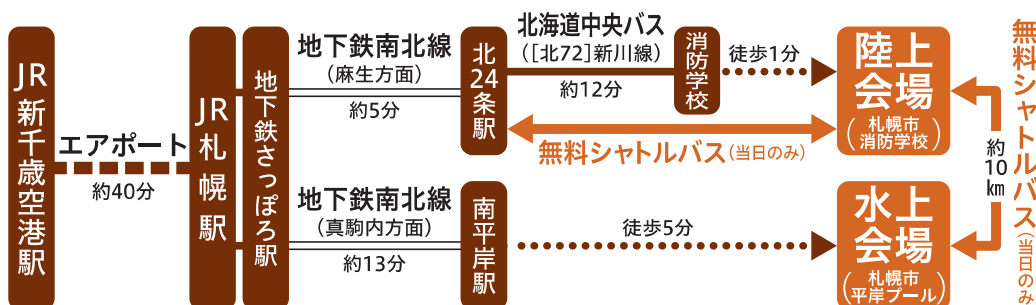 JR新千歳空港駅
エアポート
約40分
JR札幌駅
地下鉄さっぽろ駅
地下鉄南北線
(麻生方面)
約5分
北24条駅
北海道中央バス
([北72]新川線)
約12分
消防学校
徒歩1分
陸上
会場
(札幌市
消防学校)
無料シャトルバス(当日のみ)
地下鉄南北線
(真駒内方面)
約13分
南平岸駅
徒歩5分
水上
会場
(札幌市
平岸プール)
約10km
無料シャトルバス(当日のみ)